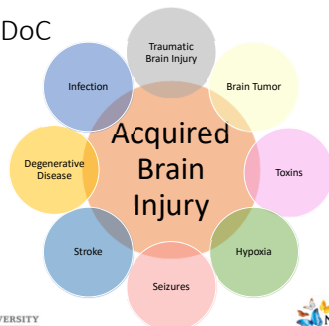 DoC
Traumatic
Brain Injury
Infection
Brain Tumor
Acquired
Brain
Injury
Degenerative
Disease
Toxins
Stroke
Hypoxia
Seizures
VERSITY
N